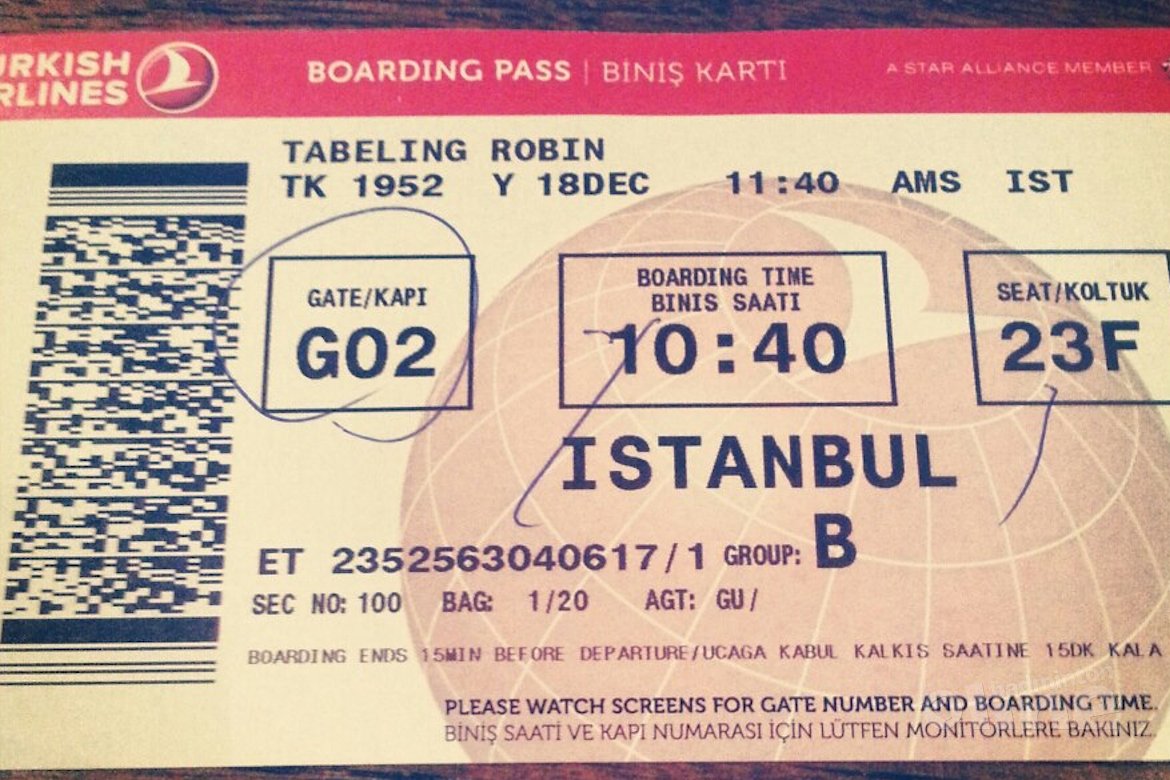 TURKISH AIRLINES
BOARDING PASS | BİNİŞ KARTI
A STAR ALLIANCE MEMBER
TABELING ROBIN
TK 1952 Y 18DEC 11:40 AMS IST
GATE/KAPI
G02
BOARDING TIME
BINIS SAATI
10:40
SEAT/KOLTUK
23F
ISTANBUL
ET 2352563040617/1 GROUP: B
SEC NO: 100 BAG: 1/20 AGT: GU/
BOARDING ENDS 15MIN BEFORE DEPARTURE/UCAGA KABUL KALKIS SAATINE 15DK KALA
PLEASE WATCH SCREENS FOR GATE NUMBER AND BOARDING TIME.
BİNİŞ SAATİ VE KAPI NUMARASI İÇİN LÜTFEN MONİTÖRLERE BAKINIZ.